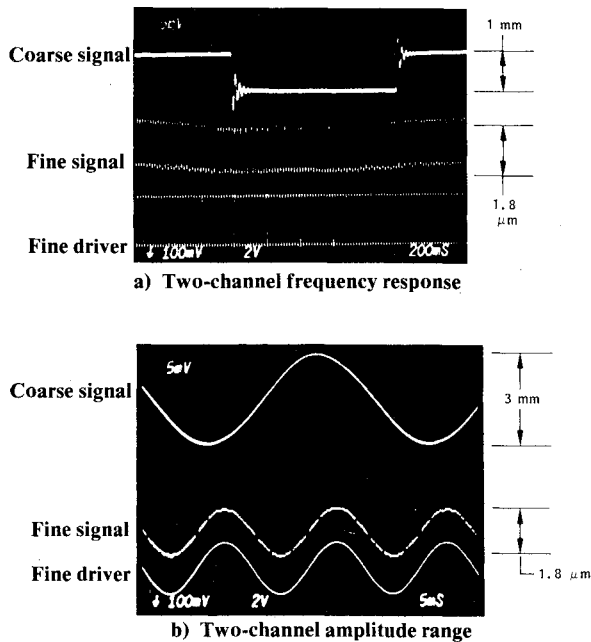 5mV
1 mm
Coarse signal
Fine signal
1.8
μm
Fine driver
↓ 100mV 2V 200mS
a) Two-channel frequency response
5mV
Coarse signal
3 mm
Fine signal
Fine driver
1.8 μm
↓ 100mV 2V 5mS
b) Two-channel amplitude range